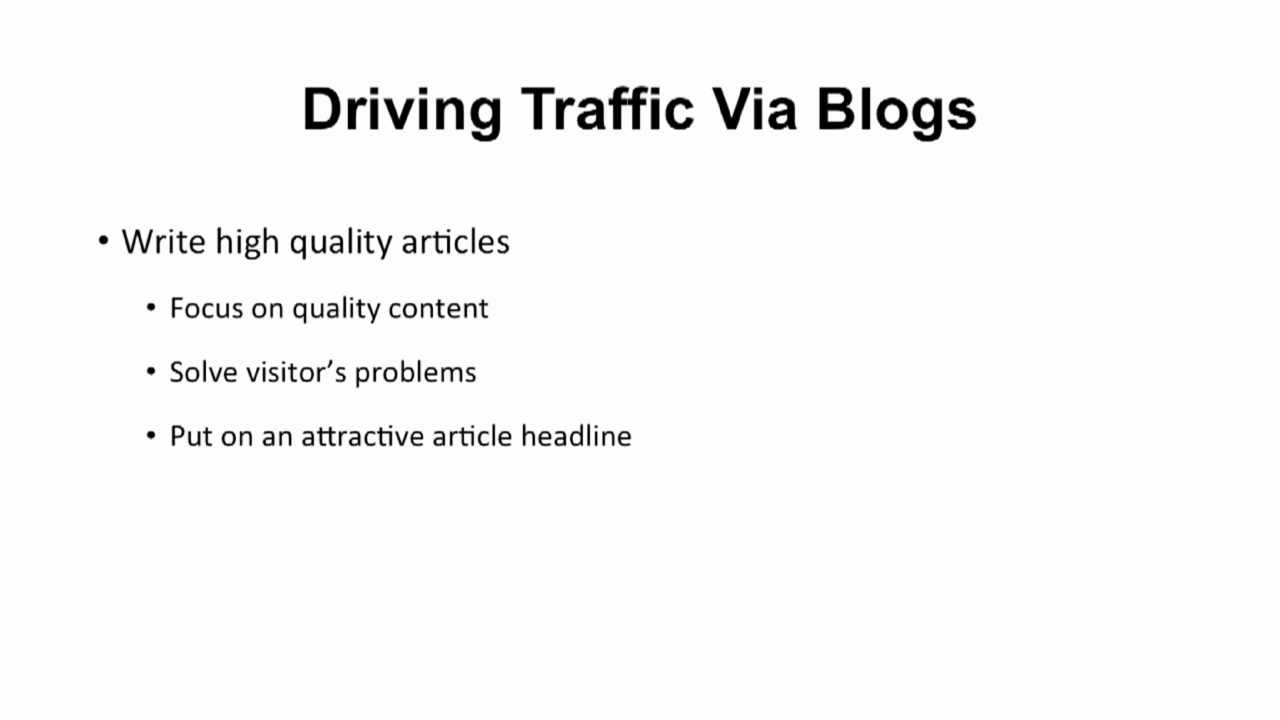 Driving Traffic Via Blogs
• Write high quality articles
• Focus on quality content
• Solve visitor’s problems
• Put on an attractive article headline